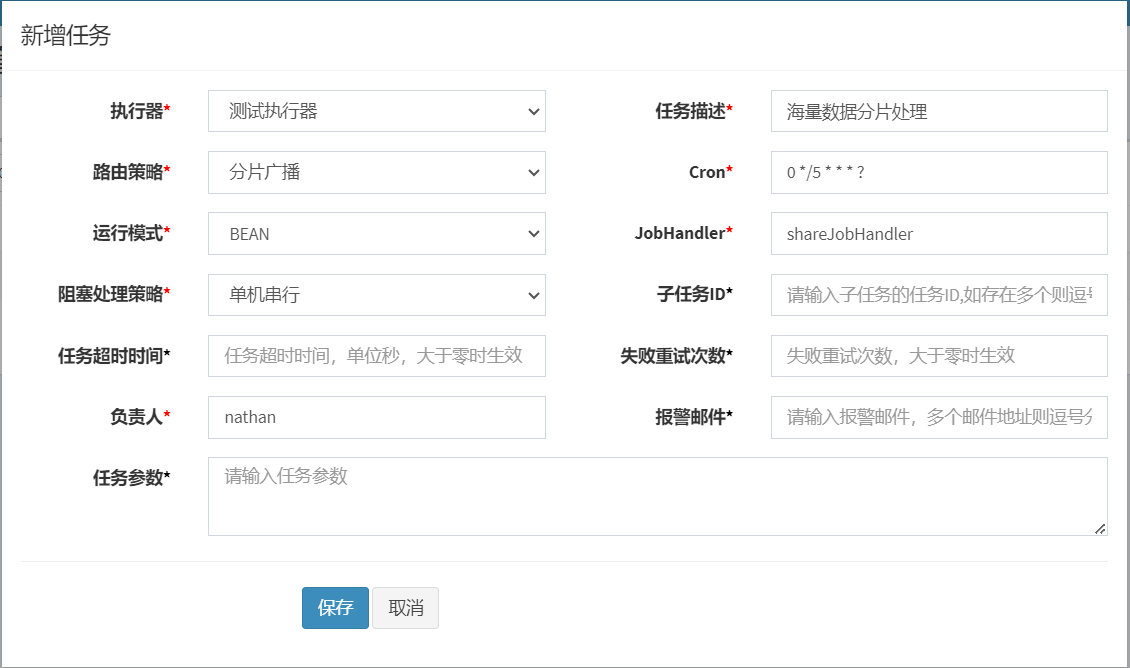 新增任务
执行器* 测试执行器 任务描述* 海量数据分片处理
路由策略* 分片广播 Cron* 0 */5 * * * ?
运行模式* BEAN JobHandler* shareJobHandler
阻塞处理策略* 单机串行 子任务ID* 请输入子任务的任务ID,如存在多个则逗
任务超时时间* 任务超时时间，单位秒，大于零时生效 失败重试次数* 失败重试次数，大于零时生效
负责人* nathan 报警邮件* 请输入报警邮件，多个邮件地址则逗号
任务参数* 请输入任务参数
保存 取消